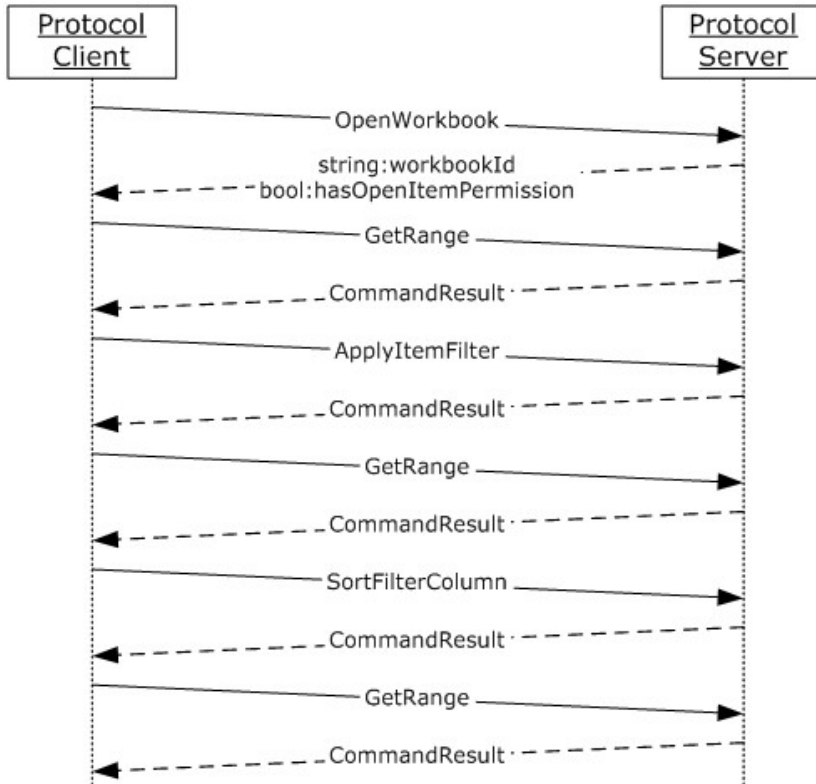 Protocol
Client
Protocol
Server
OpenWorkbook
string:workbookId
bool:hasOpenItemPermission
GetRange
CommandResult
ApplyItemFilter
CommandResult
GetRange
CommandResult
SortFilterColumn
CommandResult
GetRange
CommandResult